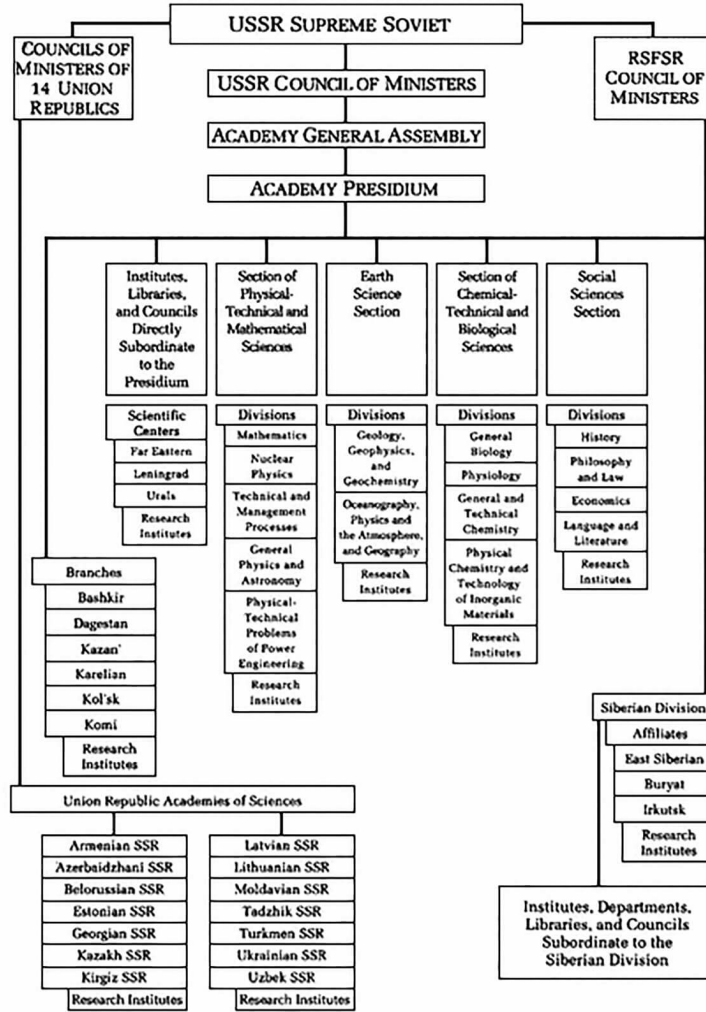 USSR SUPREME SOVIET
COUNCILS OF
MINISTERS OF
14 UNION
REPUBLICS
USSR COUNCIL OF MINISTERS
RSFSR
COUNCIL OF
MINISTERS
ACADEMY GENERAL ASSEMBLY
ACADEMY PRESIDIUM
Institutes,
Libraries,
and Councils
Directly
Subordinate
to the
Presidium
Scientific
Centers
Far Eastern
Leningrad
Urals
Research
Institutes
Section of
Physical-
Technical and
Mathematical
Sciences
Divisions
Mathematics
Nuclear
Physics
Technical and
Management
Processes
General
Physics and
Astronomy
Physical-
Technical
Problems
of Power
Engineering
Research
Institutes
Earth
Science
Section
Divisions
Geology,
Geophysics,
and
Geochemistry
Oceanography,
Physics and
the Atmosphere,
and Geography
Research
Institutes
Section of
Chemical-
Technical and
Biological
Sciences
Divisions
General
Biology
Physiology
General and
Technical
Chemistry
Physical
Chemistry and
Technology
of Inorganic
Materials
Research
Institutes
Social
Sciences
Section
Divisions
History
Philosophy
and Law
Economics
Language and
Literature
Research
Institutes
Branches
Bashkir
Dagestan
Kazan'
Karelian
Kol'sk
Komi
Research
Institutes
Siberian Division
Affiliates
East Siberian
Buryat
Irkutsk
Research
Institutes
Institutes, Departments,
Libraries, and Councils
Subordinate to the
Siberian Division
Union Republic Academies of Sciences
Armenian SSR
Azerbaidzhani SSR
Belorussian SSR
Estonian SSR
Georgian SSR
Kazakh SSR
Kirgiz SSR
Research Institutes
Latvian SSR
Lithuanian SSR
Moldavian SSR
Tadzhik SSR
Turkmen SSR
Ukrainian SSR
Uzbek SSR
Research Institutes